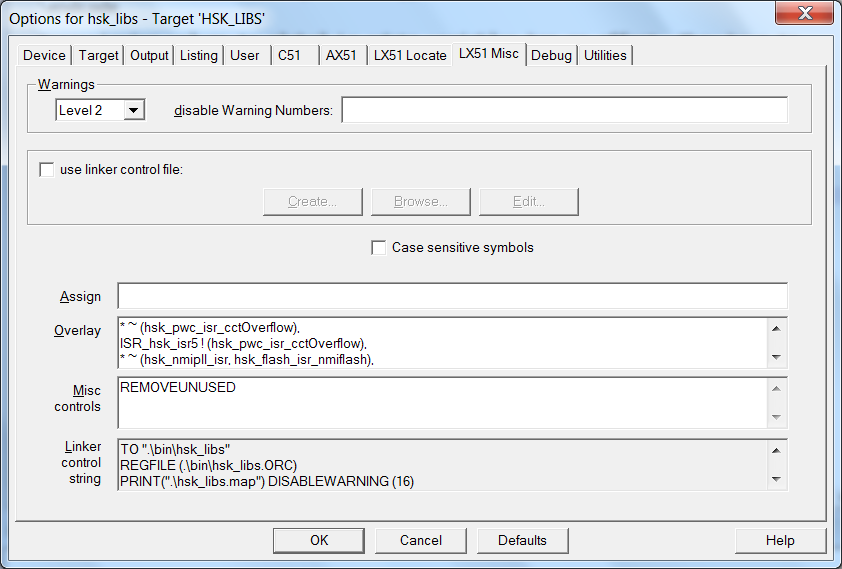 Options for hsk_libs - Target 'HSK_LIBS'
Device Target Output Listing User C51 AX51 LX51 Locate LX51 Misc Debug Utilities
Warnings
Level 2 disable Warning Numbers:
use linker control file:
Create... Browse... Edit...
Case sensitive symbols
Assign
Overlay
* ~ (hsk_pwc_isr_cctOverflow),
ISR_hsk_isr5 ! (hsk_pwc_isr_cctOverflow),
* ~ (hsk_nmipll_isr, hsk_flash_isr_nmiflash),
Misc
controls
REMOVEUNUSED
Linker
control
string
TO ".\bin\hsk_libs"
REGFILE (.\bin\hsk_libs.ORC)
PRINT(".\hsk_libs.map") DISABLEWARNING (16)
OK Cancel Defaults Help